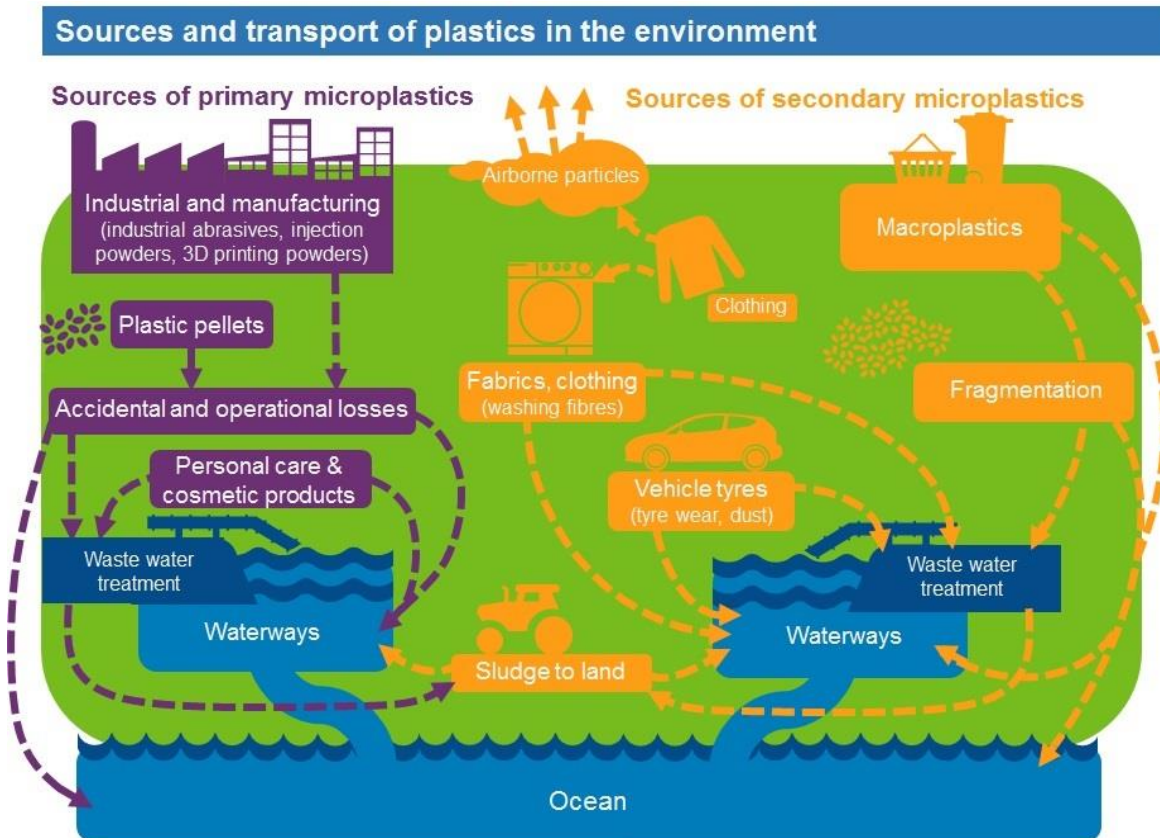 Sources and transport of plastics in the environment
Sources of primary microplastics
Sources of secondary microplastics
Industrial and manufacturing
(industrial abrasives, injection
powders, 3D printing powders)
Airborne particles
Macroplastics
Clothing
Plastic pellets
Fabrics, clothing
(washing fibres)
Fragmentation
Accidental and operational losses
Personal care &
cosmetic products
Vehicle tyres
(tyre wear, dust)
Waste water
treatment
Waste water
treatment
Waterways
Waterways
Sludge to land
Ocean